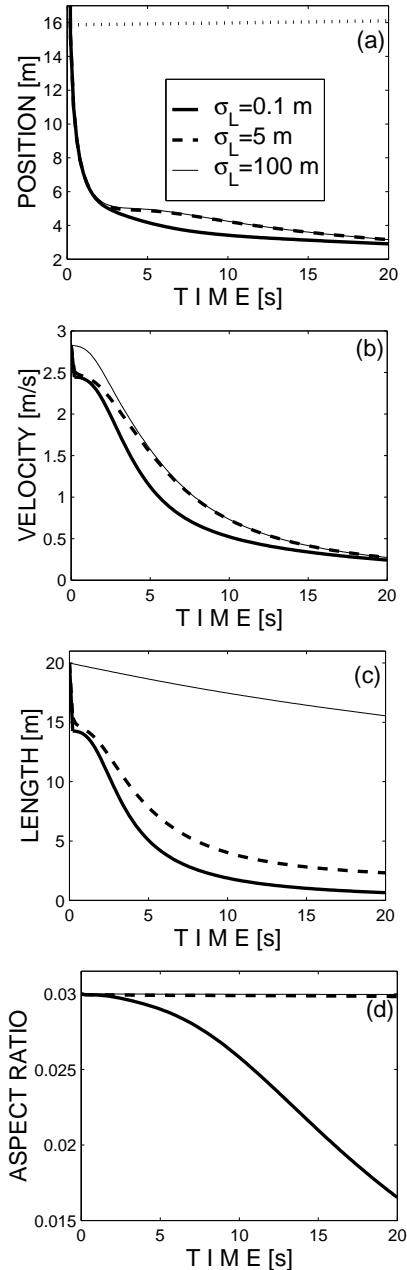 16
14
12
10
8
6
4
2
POSITION [m]
(a)
σL=0.1 m
σL=5 m
σL=100 m
0 5 10 15 20
T I M E [s]
3
2.5
2
1.5
1
0.5
0
VELOCITY [m/s]
(b)
0 5 10 15 20
T I M E [s]
20
15
10
5
0
LENGTH [m]
(c)
0 5 10 15 20
T I M E [s]
0.03
0.025
0.02
0.015
ASPECT RATIO
(d)
0 5 10 15 20
T I M E [s]